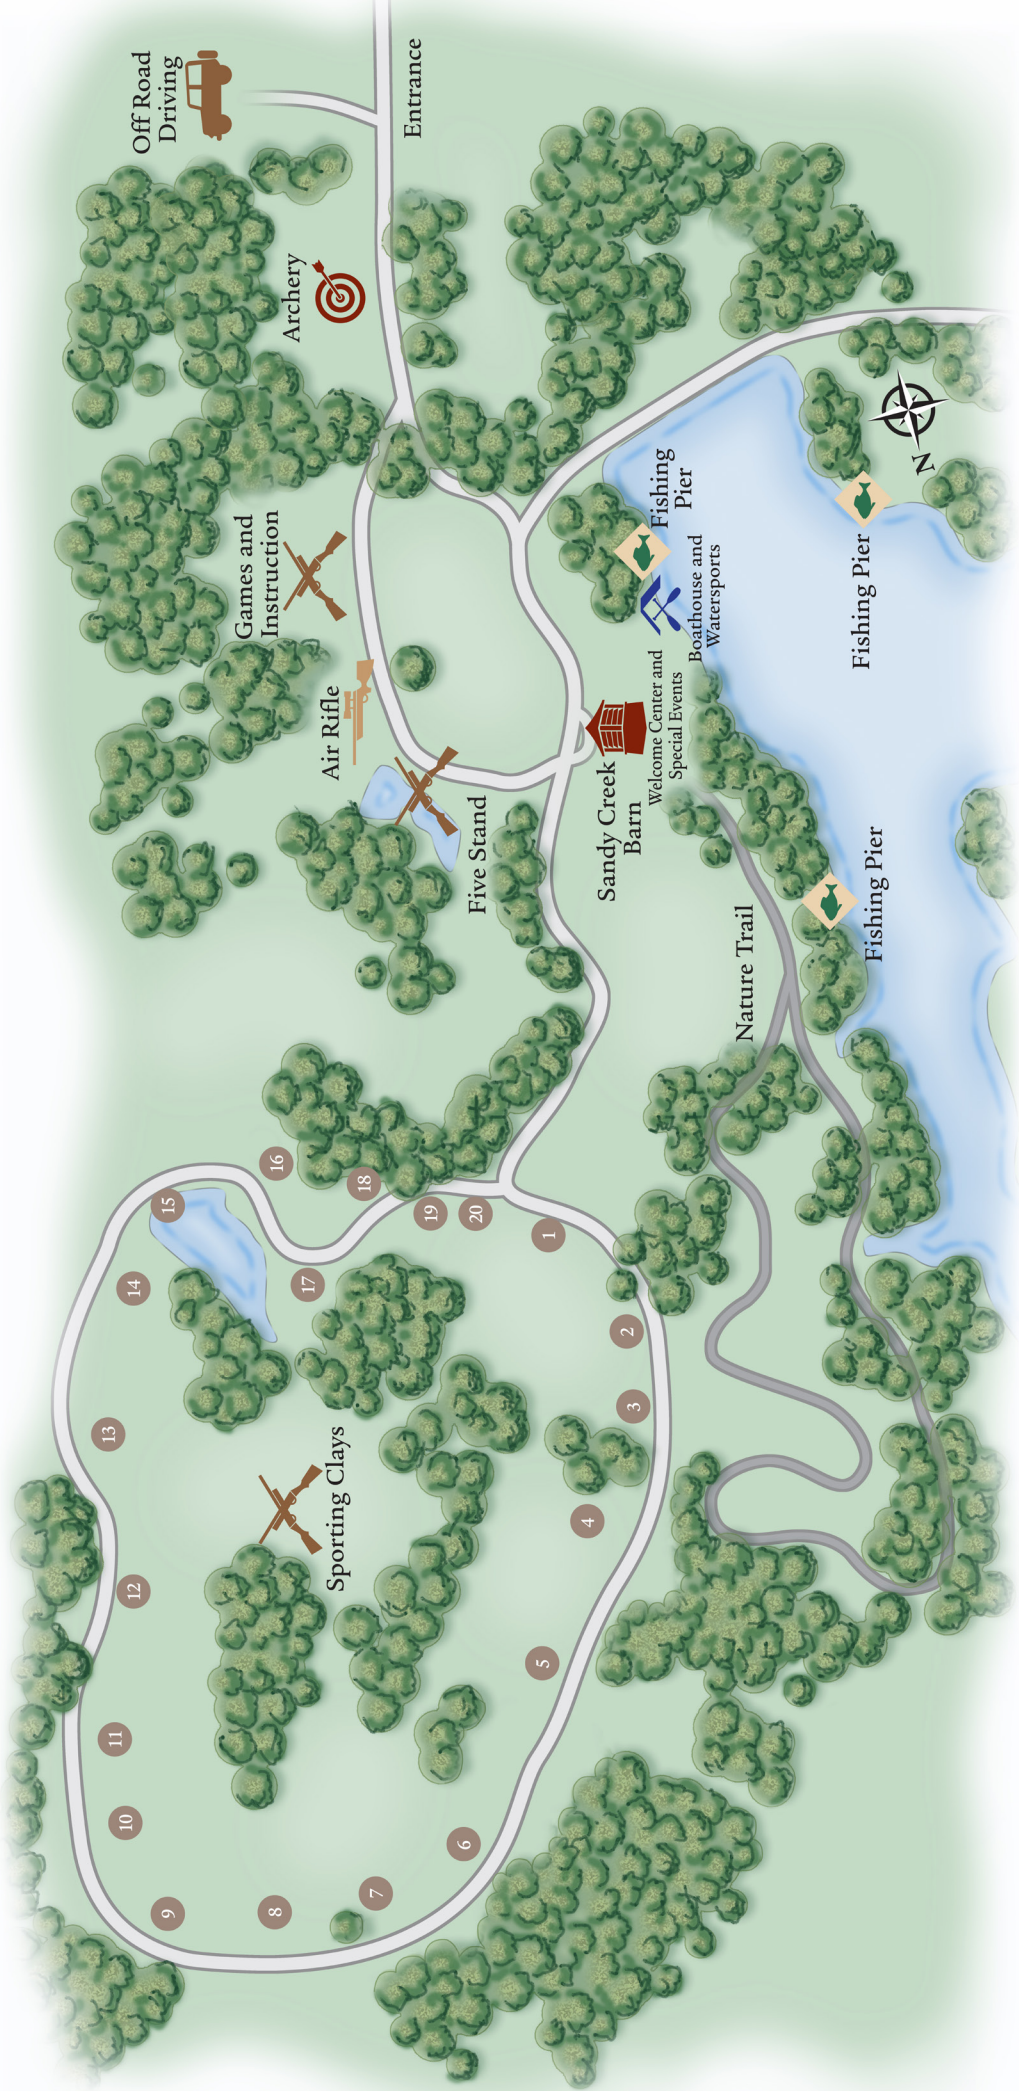 Off Road
Driving
Entrance
Archery
Games and
Instruction
Air Rifle
Five Stand
Sandy Creek
Barn
Welcome Center and
Special Events
Boathouse and
Watersports
Fishing
Pier
Fishing Pier
Fishing Pier
N
Nature Trail
Sporting Clays
1
2
3
4
5
6
7
8
9
10
11
12
13
14
15
16
17
18
19
20